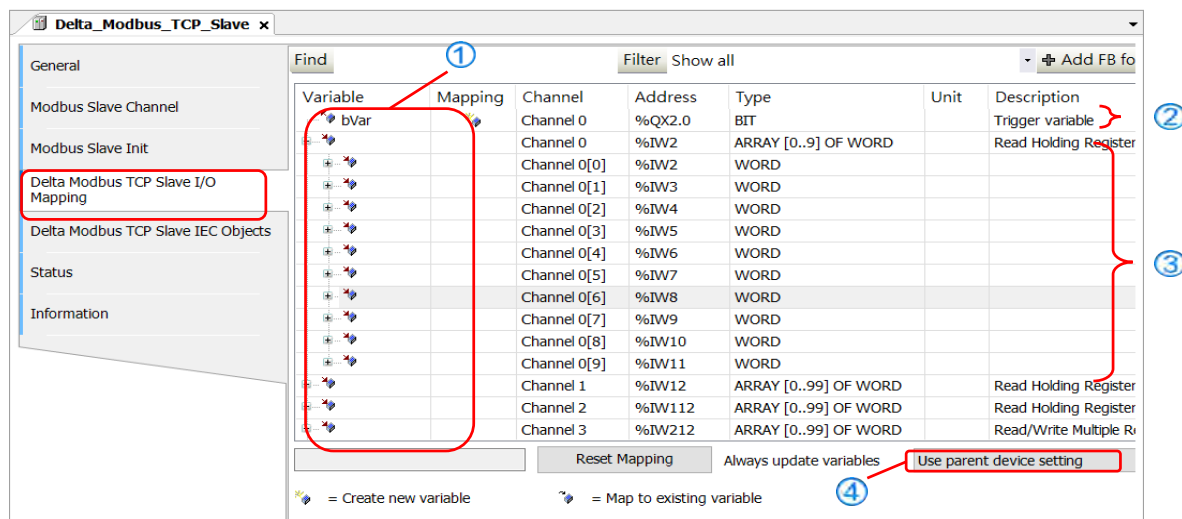 Delta_Modbus_TCP_Slave x
General
Modbus Slave Channel
Modbus Slave Init
Delta Modbus TCP Slave I/O
Mapping
Delta Modbus TCP Slave IEC Objects
Status
Information
Find Filter Show all Add FB fo
①
Variable Mapping Channel Address Type Unit Description
bVar Channel 0 %QX2.0 BIT Trigger variable
②
Channel 0 %IW2 ARRAY [0..9] OF WORD Read Holding Register
Channel 0[0] %IW2 WORD
Channel 0[1] %IW3 WORD
Channel 0[2] %IW4 WORD
Channel 0[3] %IW5 WORD
Channel 0[4] %IW6 WORD
Channel 0[5] %IW7 WORD
③
Channel 0[6] %IW8 WORD
Channel 0[7] %IW9 WORD
Channel 0[8] %IW10 WORD
Channel 0[9] %IW11 WORD
Channel 1 %IW12 ARRAY [0..99] OF WORD Read Holding Register
Channel 2 %IW112 ARRAY [0..99] OF WORD Read Holding Register
Channel 3 %IW212 ARRAY [0..99] OF WORD Read/Write Multiple Re
Reset Mapping Always update variables Use parent device setting
④
= Create new variable = Map to existing variable